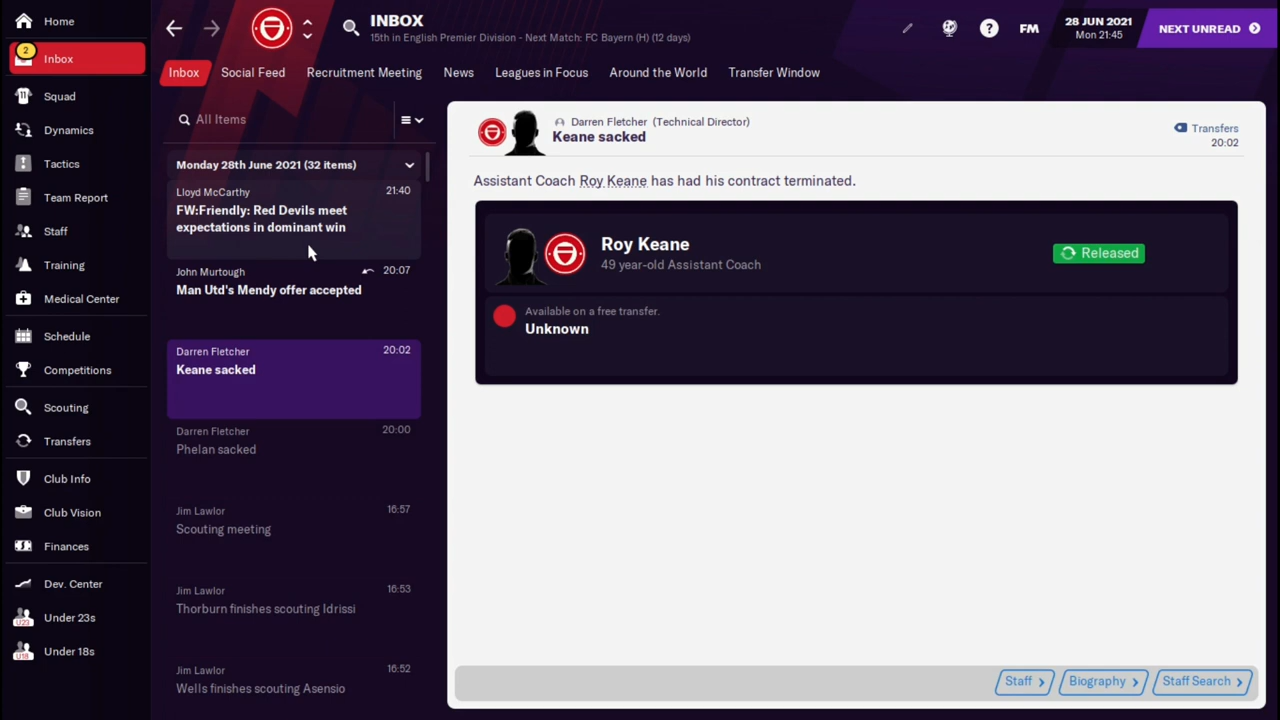 Home
2
Inbox
Squad
Dynamics
Tactics
Team Report
Staff
Training
Medical Center
Schedule
Competitions
Scouting
Transfers
Club Info
Club Vision
Finances
Dev. Center
U23
Under 23s
U18
Under 18s
INBOX
15th in English Premier Division - Next Match: FC Bayern (H) (12 days)
FM
28 JUN 2021
Mon 21:45
NEXT UNREAD
Inbox
Social Feed
Recruitment Meeting
News
Leagues in Focus
Around the World
Transfer Window
All Items
Monday 28th June 2021 (32 items)
Lloyd McCarthy 21:40
FW:Friendly: Red Devils meet
expectations in dominant win
John Murtough 20:07
Man Utd's Mendy offer accepted
Darren Fletcher 20:02
Keane sacked
Darren Fletcher 20:00
Phelan sacked
Jim Lawlor 16:57
Scouting meeting
Jim Lawlor 16:53
Thorburn finishes scouting Idrissi
Jim Lawlor 16:52
Wells finishes scouting Asensio
Darren Fletcher (Technical Director)
Keane sacked
Transfers
20:02
Assistant Coach Roy Keane has had his contract terminated.
Roy Keane
49 year-old Assistant Coach
Released
Available on a free transfer.
Unknown
Staff
Biography
Staff Search